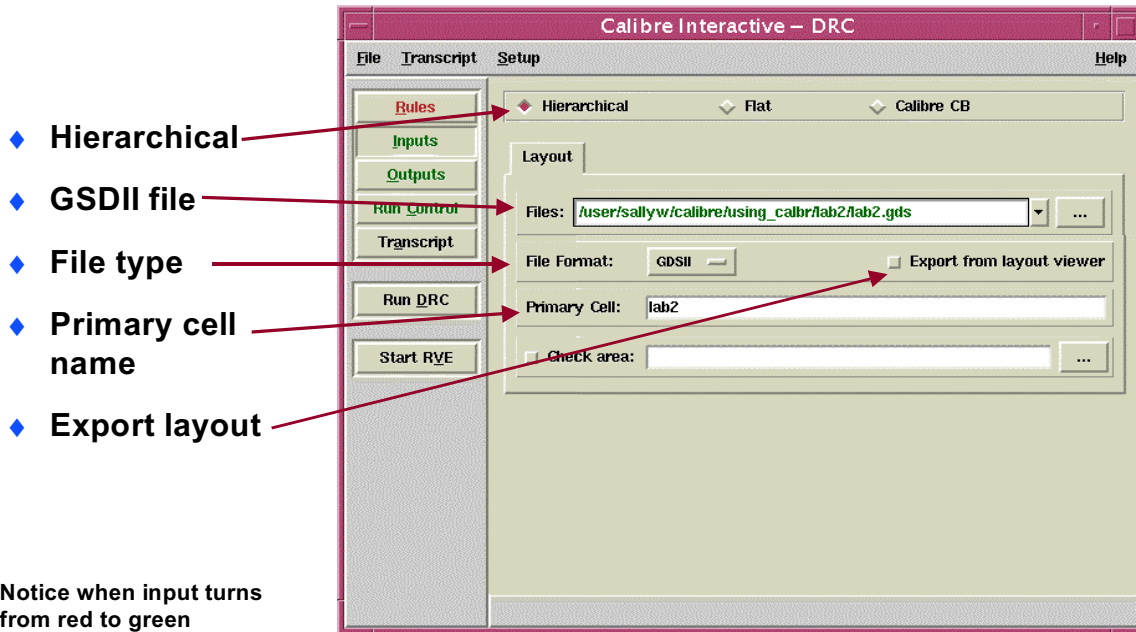 Calibre Interactive – DRC
File Transcript Setup Help
♦ Hierarchical
♦ GSDII file
♦ File type
♦ Primary cell
name
♦ Export layout
Notice when input turns
from red to green
Rules
Inputs
Outputs
Run Control
Transcript
Run DRC
Start RVE
Hierarchical Flat Calibre CB
Layout
Files: /user/sallyw/calibre/using_calbr/lab2/lab2.gds ...
File Format: GDSII Export from layout viewer
Primary Cell: lab2
Check area: ...